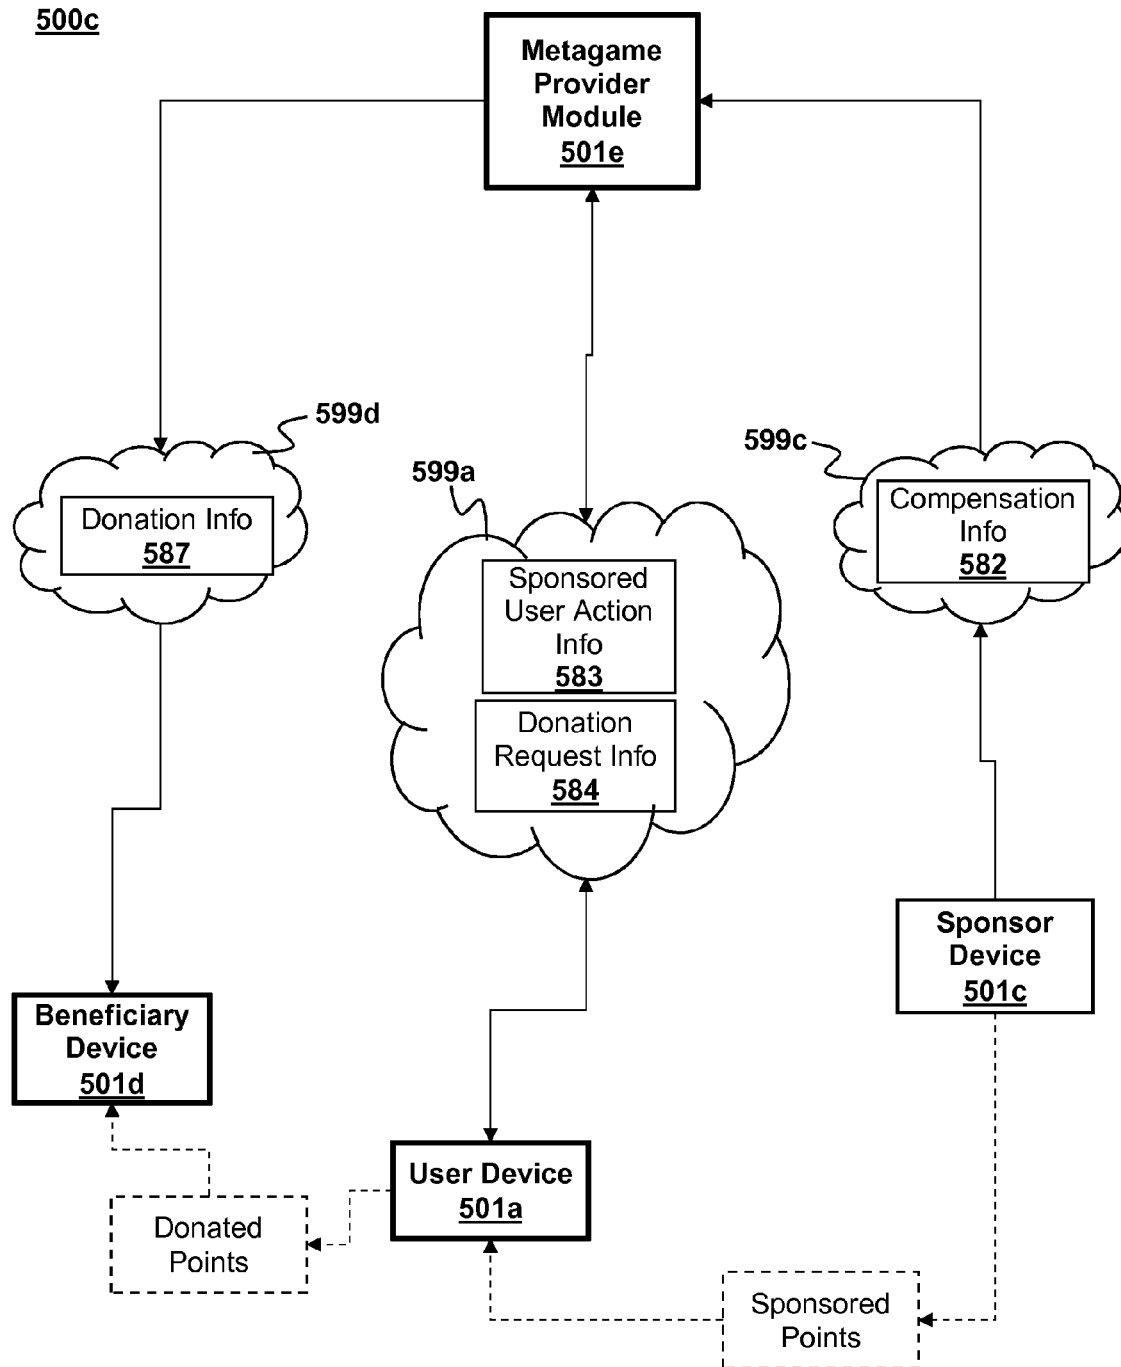 500c
Metagame
Provider
Module
501e
599d
599a
599c
Donation Info
587
Compensation
Info
582
Sponsored
User Action
Info
583
Donation
Request Info
584
Sponsor
Device
501c
Beneficiary
Device
501d
User Device
501a
Donated
Points
Sponsored
Points